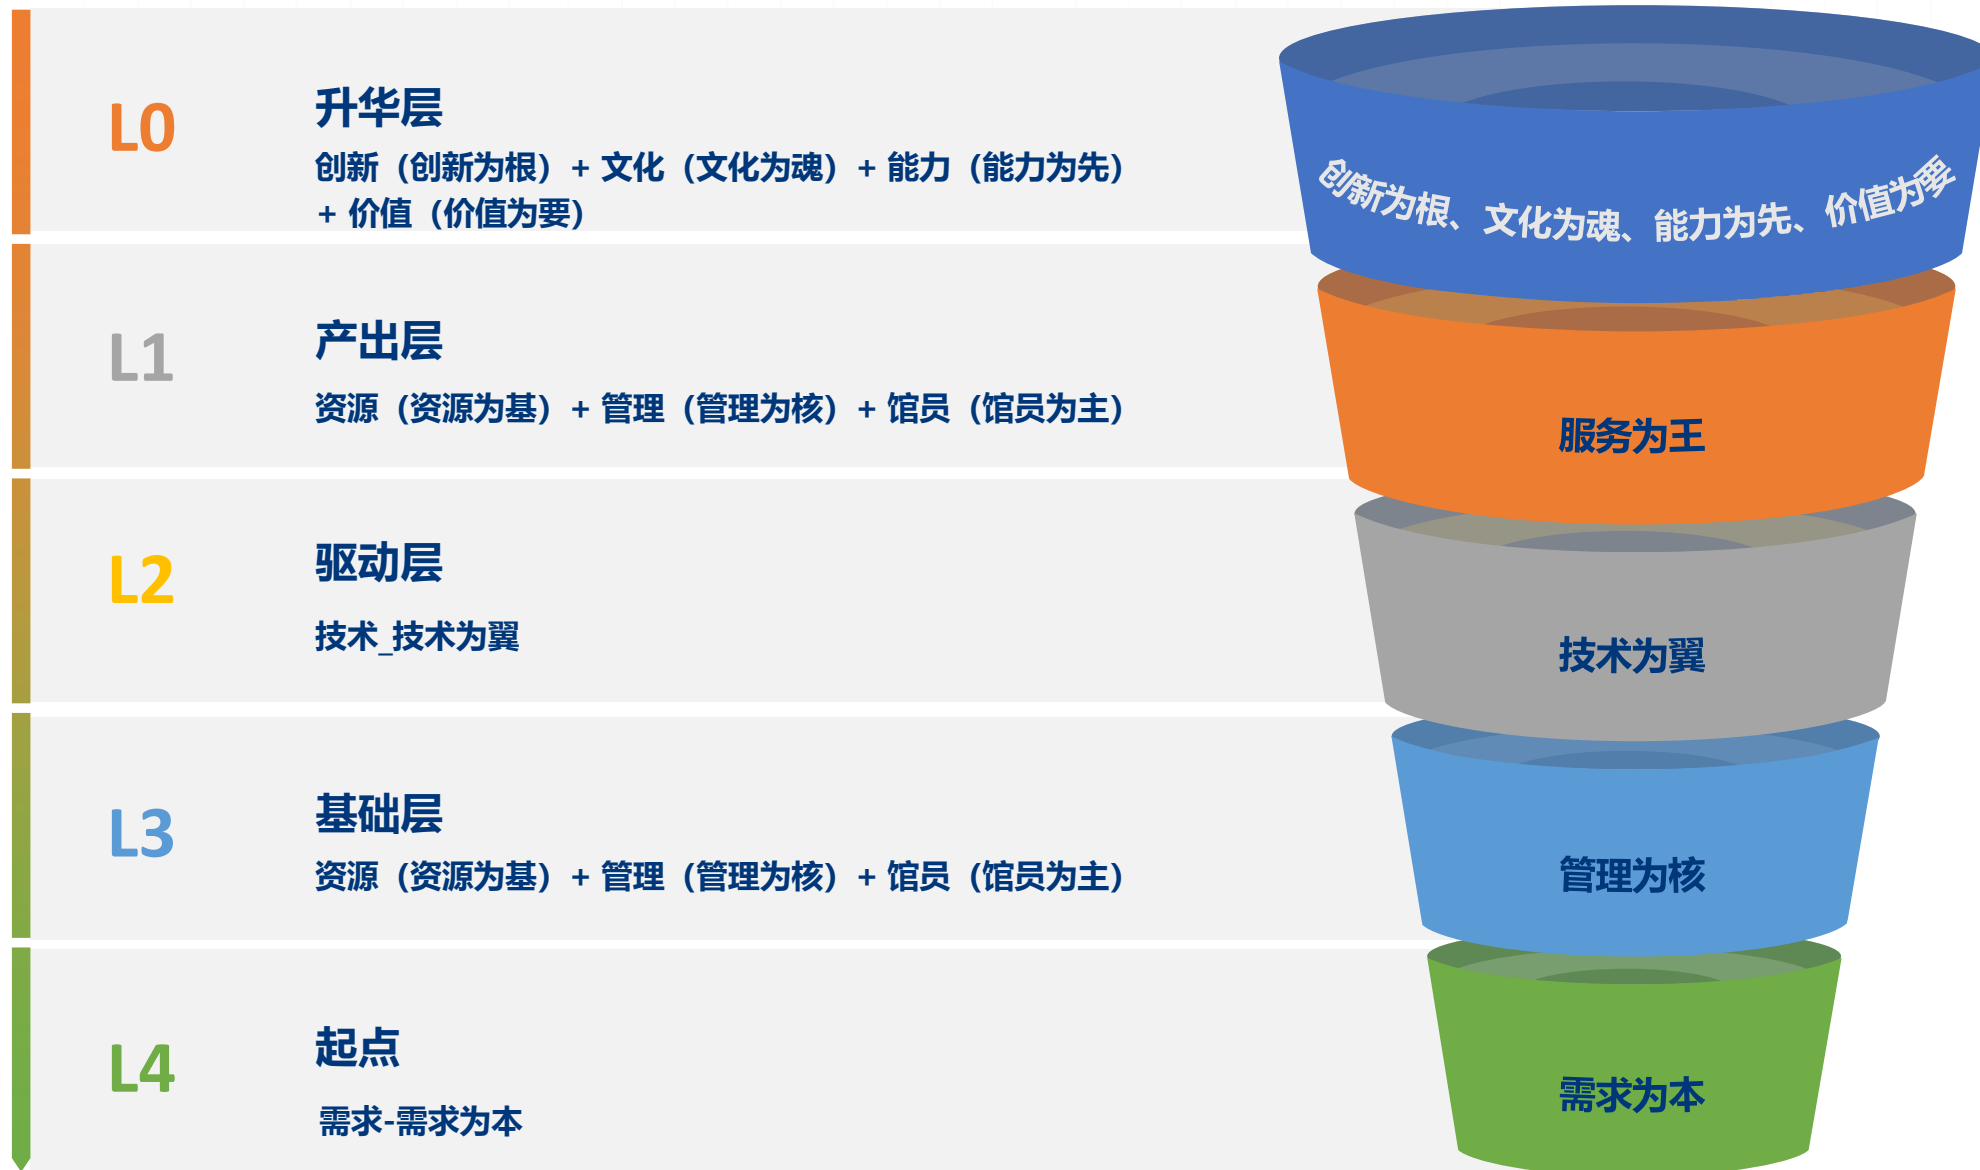 L0
升华层
创新（创新为根）+ 文化（文化为魂）+ 能力（能力为先）
+ 价值（价值为要）
创新为根、文化为魂、能力为先、价值为要
L1
产出层
资源（资源为基）+ 管理（管理为核）+ 馆员（馆员为主）
服务为王
L2
驱动层
技术_技术为翼
技术为翼
L3
基础层
资源（资源为基）+ 管理（管理为核）+ 馆员（馆员为主）
管理为核
L4
起点
需求-需求为本
需求为本